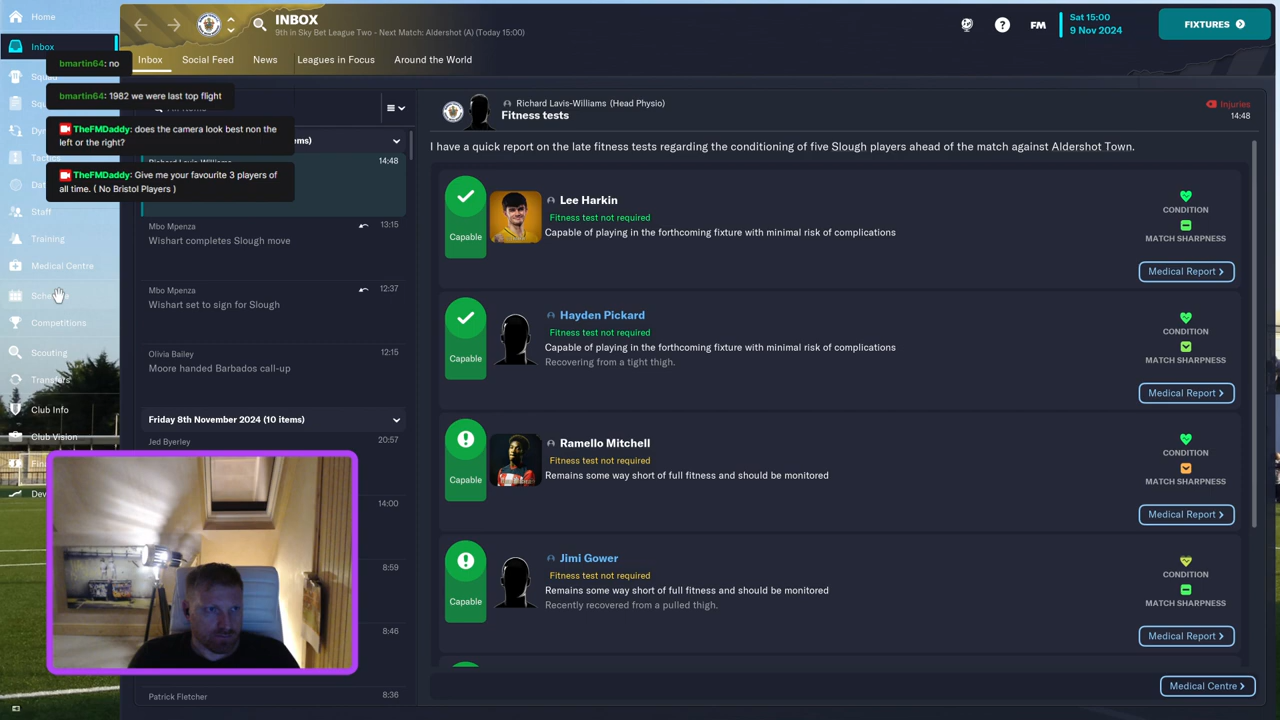 Home
Inbox
Squ
Sq
Dyn
Tactics
Dat
Staff
Training
Medical Centre
Sche
Competitions
Scouting
Transfers
Club Info
Club Vision
Fin
Dev
bmartin64: no
bmartin64: 1982 we were last top flight
TheFMDaddy: does the camera look best non the
left or the right?
TheFMDaddy: Give me your favourite 3 players of
all time. ( No Bristol Players )
INBOX
9th in Sky Bet League Two - Next Match: Aldershot (A) (Today 15:00)
FM
Sat 15:00
9 Nov 2024
FIXTURES
Inbox
Social Feed
News
Leagues in Focus
Around the World
ems)
Richard Lavis-Williams
14:48
Mbo Mpenza
13:15
Wishart completes Slough move
Mbo Mpenza
12:37
Wishart set to sign for Slough
Olivia Bailey
12:15
Moore handed Barbados call-up
Friday 8th November 2024 (10 items)
Jed Byerley
20:57
14:00
8:59
8:46
Patrick Fletcher
8:36
Richard Lavis-Williams (Head Physio)
Fitness tests
Injuries
14:48
I have a quick report on the late fitness tests regarding the conditioning of five Slough players ahead of the match against Aldershot Town.
Capable
Lee Harkin
Fitness test not required
Capable of playing in the forthcoming fixture with minimal risk of complications
CONDITION
MATCH SHARPNESS
Medical Report
Capable
Hayden Pickard
Fitness test not required
Capable of playing in the forthcoming fixture with minimal risk of complications
Recovering from a tight thigh.
CONDITION
MATCH SHARPNESS
Medical Report
Capable
Ramello Mitchell
Fitness test not required
Remains some way short of full fitness and should be monitored
CONDITION
MATCH SHARPNESS
Medical Report
Capable
Jimi Gower
Fitness test not required
Remains some way short of full fitness and should be monitored
Recently recovered from a pulled thigh.
CONDITION
MATCH SHARPNESS
Medical Report
Medical Centre